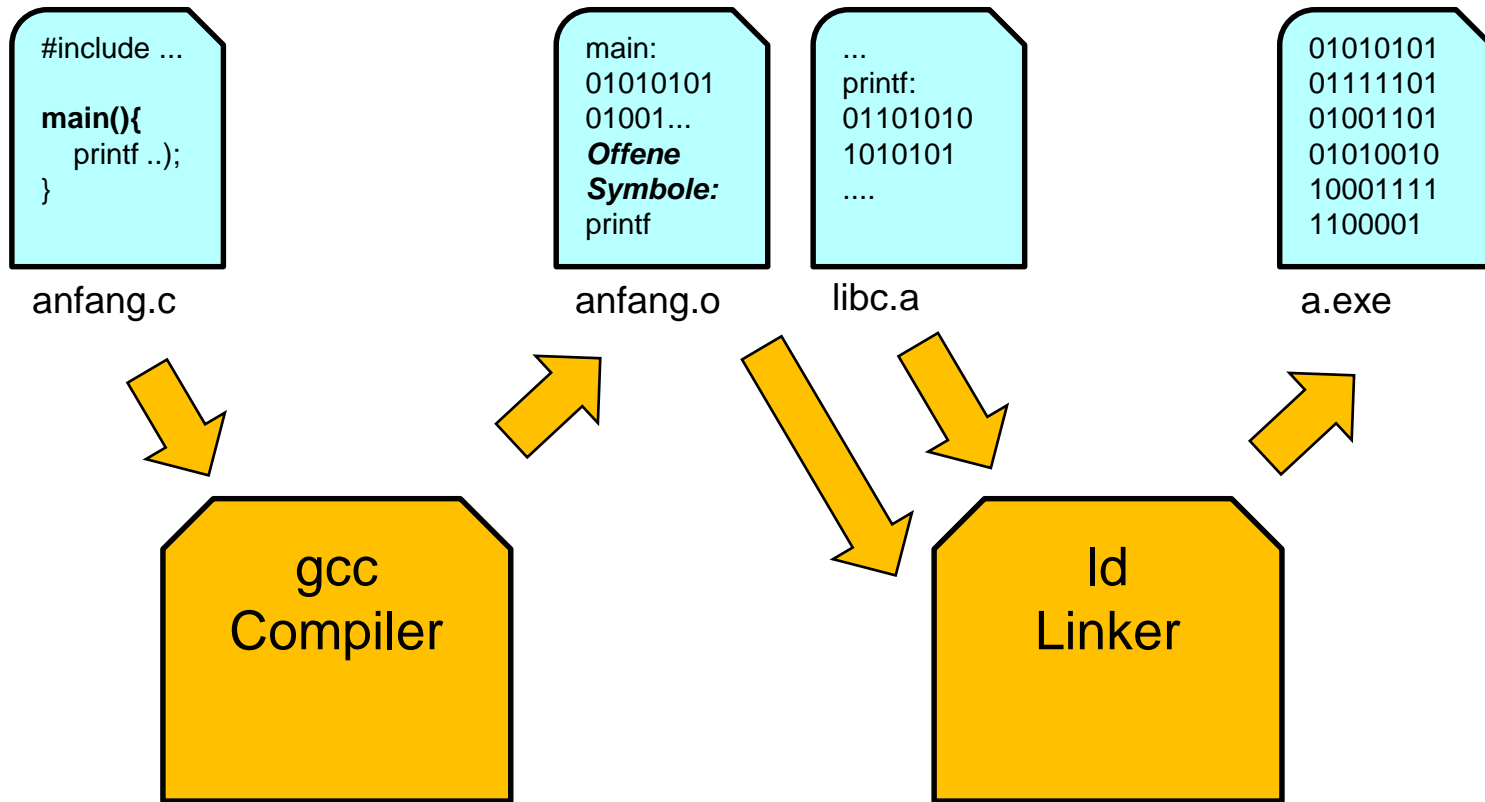 #include ...
main(){
printf ..);
}
anfang.c
main:
01010101
01001...
Offene
Symbole:
printf
anfang.o
...
printf:
01101010
1010101
....
libc.a
01010101
01111101
01001101
01010010
10001111
1100001
a.exe
gcc
Compiler
ld
Linker